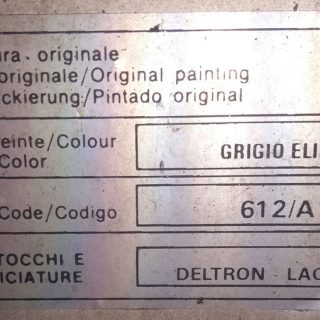 ura originale
originale/Original painting
ckierung/Pintado original
einte/Colour
Color
GRIGIO ELI
Code/Codigo
612/A
TOCCHI E
ICIATURE
DELTRON - LAC